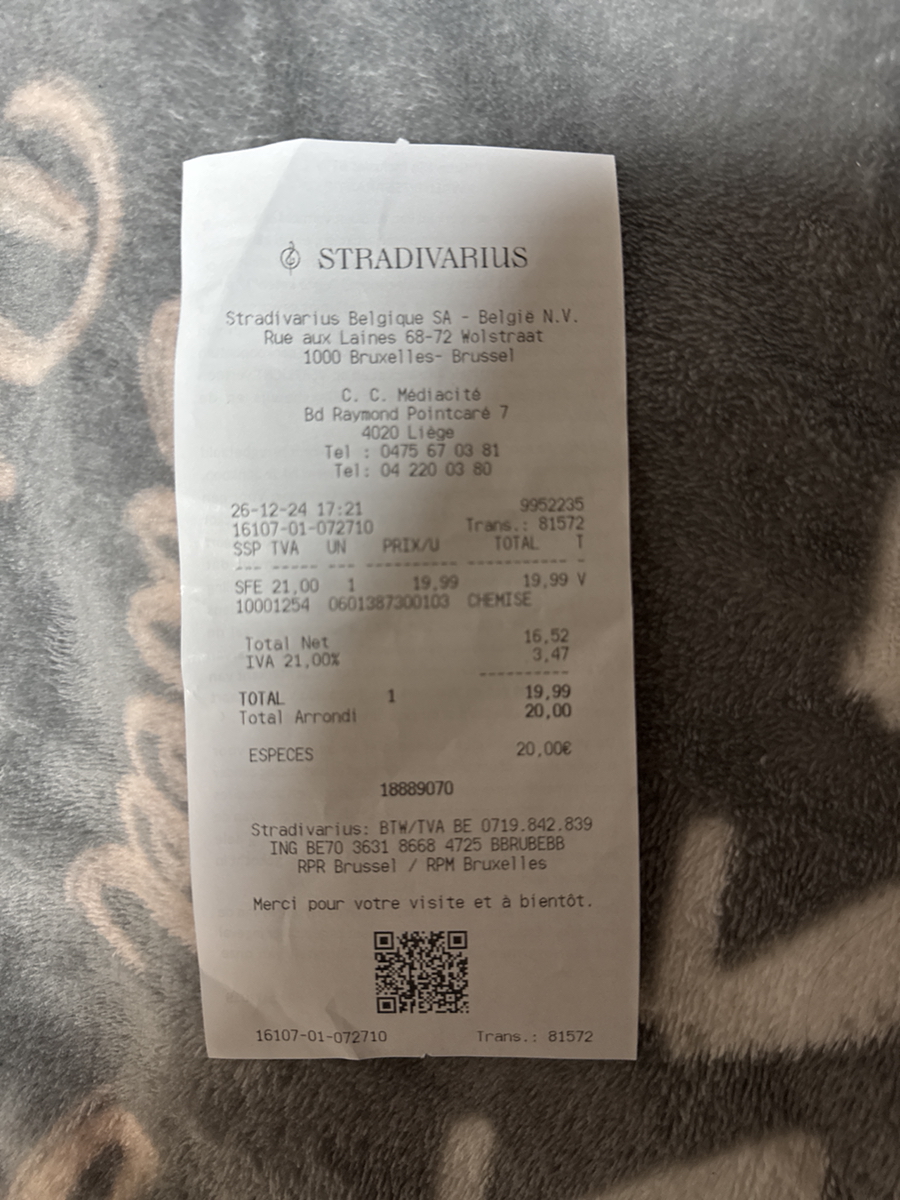 STRADIVARIUS
Stradivarius Belgique SA - België N.V.
Rue aux Laines 68-72 Wolstraat
1000 Bruxelles- Brussel
C. C. Médiacité
Bd Raymond Pointcaré 7
4020 Liège
Tel : 0475 67 03 81
Tel: 04 220 03 80
26-12-24 17:21 9952235
16107-01-072710 Trans.: 81572
SSP TVA UN PRIX/U TOTAL T
--- ----- --- ---------- ----------- -
SFE 21,00 1 19,99 19,99 V
10001254 0601387300103 CHEMISE
Total Net 16,52
IVA 21,00% 3,47
----------
TOTAL 1 19,99
Total Arrondi 20,00
ESPECES 20,00€
18889070
Stradivarius: BTW/TVA BE 0719.842.839
ING BE70 3631 8668 4725 BBRUBEBB
RPR Brussel / RPM Bruxelles
Merci pour votre visite et à bientôt.
16107-01-072710 Trans.: 81572